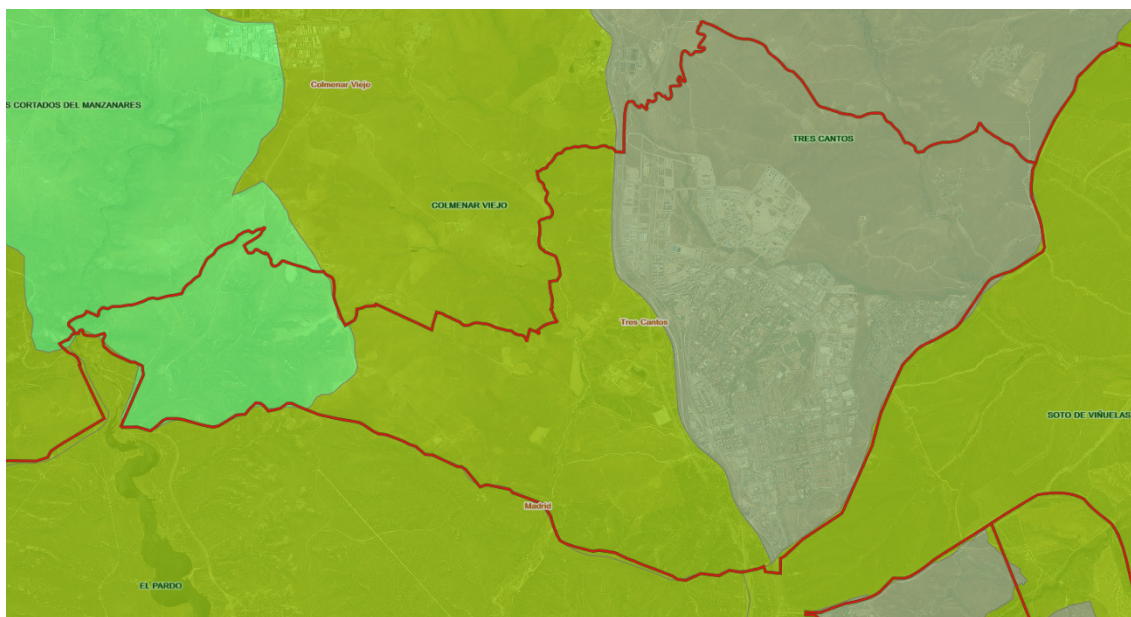 Colmenar Viejo
S CORTADOS DEL MANZANARES
TRES CANTOS
COLMENAR VIEJO
Tres Cantos
SOTO DE VIÑUELAS
Madrid
EL PARDO